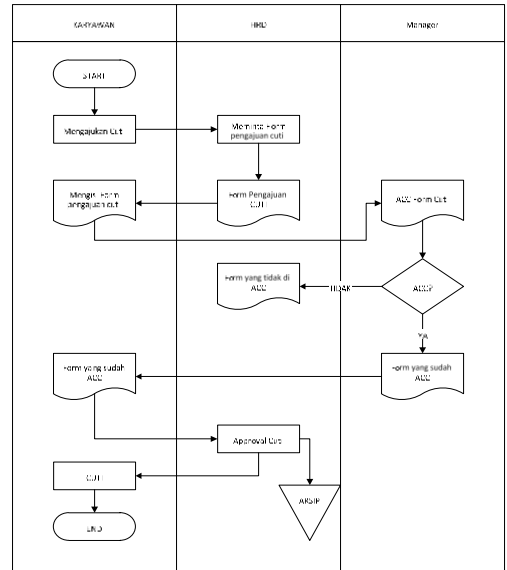 KARYAWAN
HRD
Manager
START
Mengajukan Cuti
Meminta Form
pengajuan cuti
Mengisi Form
pengajuan cuti
Form Pengajuan
CUTI
ACC Form Cuti
Form yang tidak di
ACC
TIDAK
ACC?
YA
Form yang sudah
ACC
Form yang sudah
ACC
Approval Cuti
CUTI
ARSIP
END